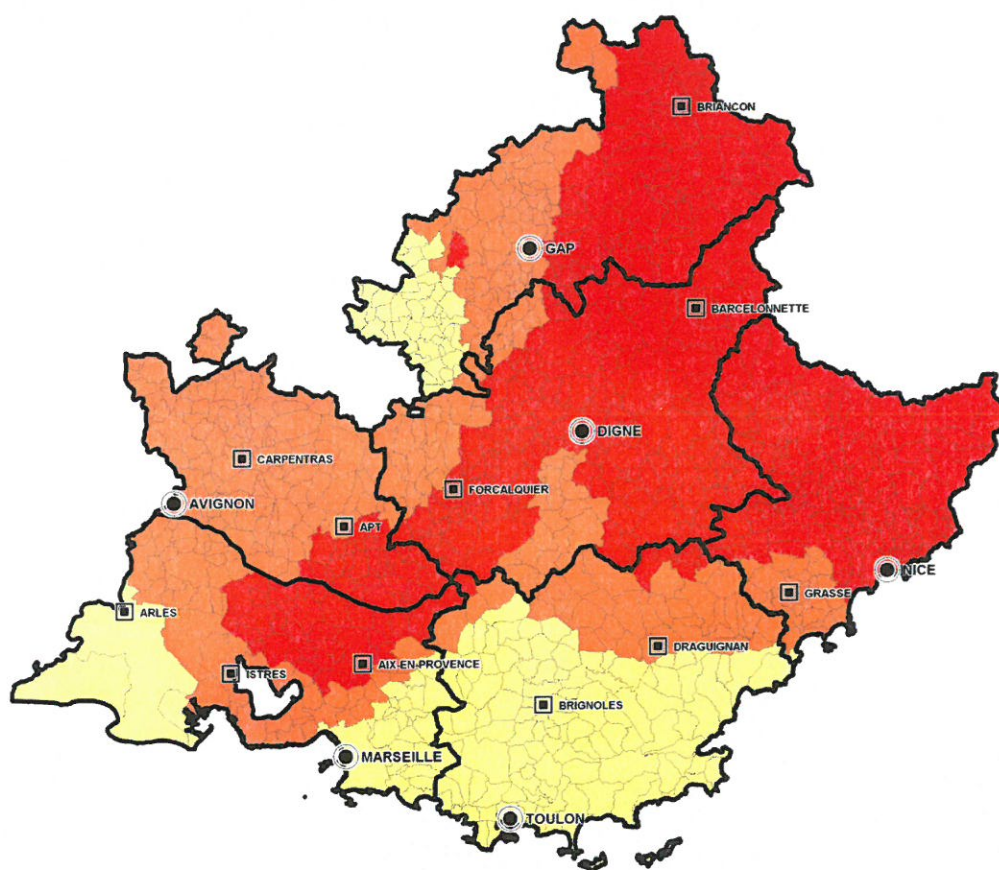 BRIANCON
GAP
BARCELONNETTE
DIGNE
CARPENTRAS
FORCALQUIER
AVIGNON
APT
NICE
GRASSE
ARLES
DRAGUIGNAN
AIX EN PROVENCE
ISTRES
BRIGNOLES
MARSEILLE
TOULON